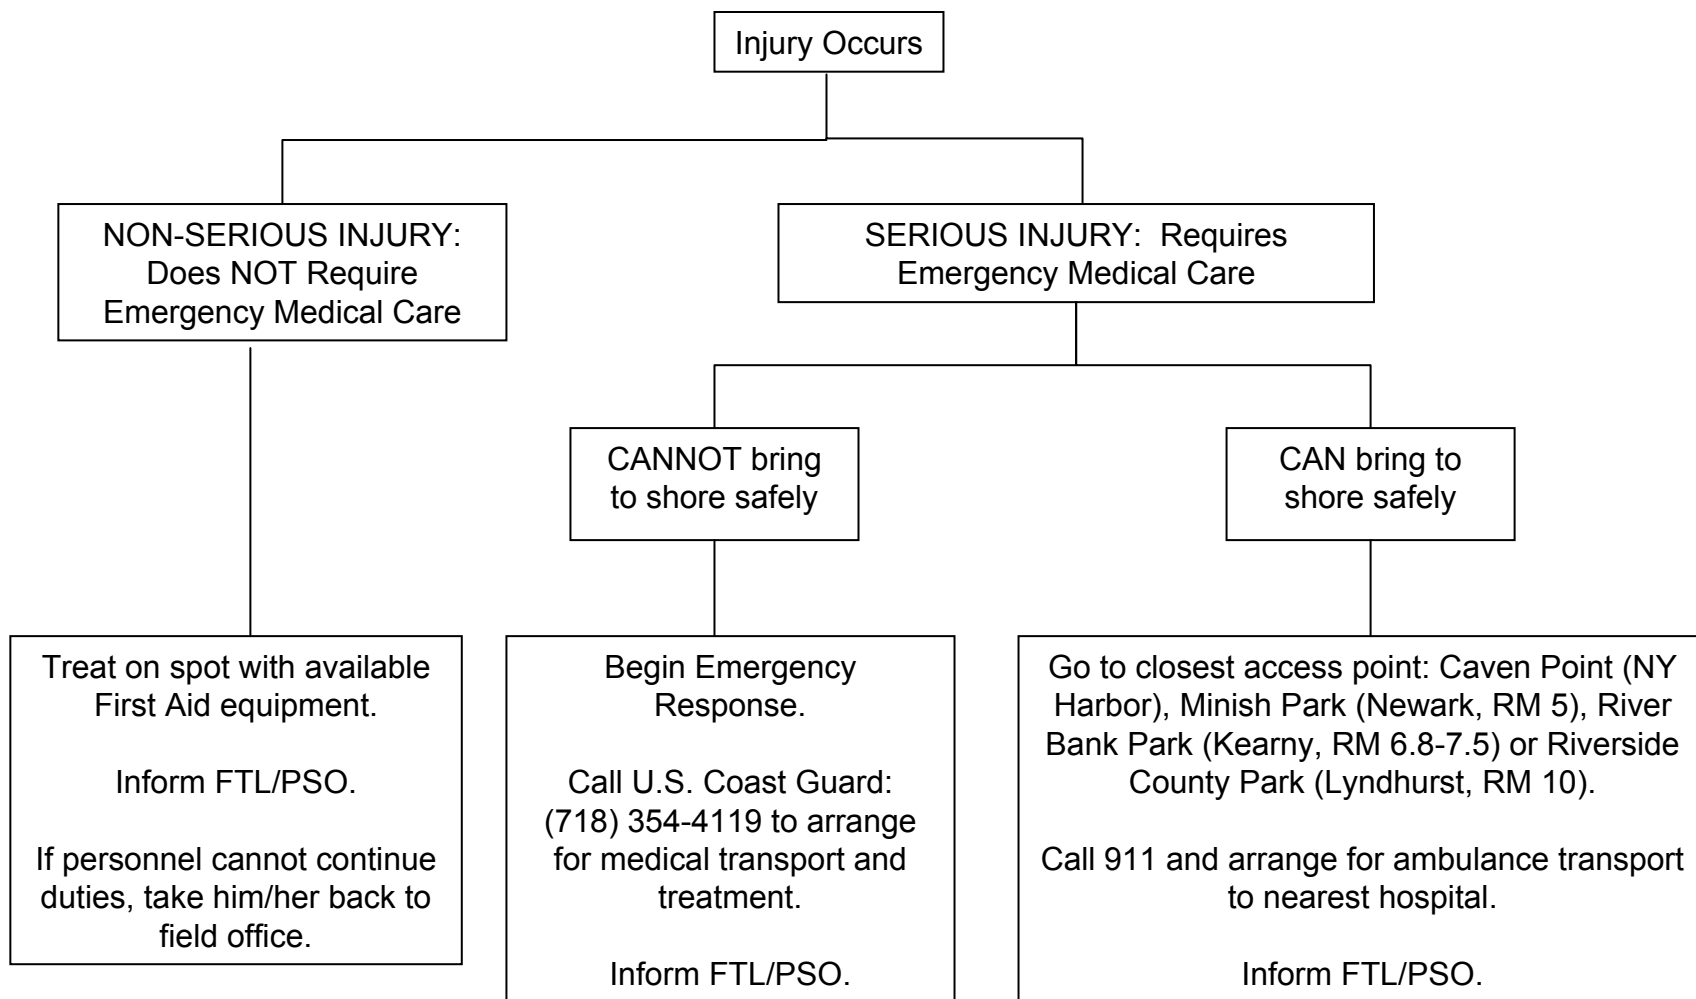 Injury Occurs
NON-SERIOUS INJURY:
Does NOT Require
Emergency Medical Care
SERIOUS INJURY: Requires
Emergency Medical Care
CANNOT bring
to shore safely
CAN bring to
shore safely
Treat on spot with available
First Aid equipment.
Inform FTL/PSO.
If personnel cannot continue
duties, take him/her back to
field office.
Begin Emergency
Response.
Call U.S. Coast Guard:
(718) 354-4119 to arrange
for medical transport and
treatment.
Inform FTL/PSO.
Go to closest access point: Caven Point (NY
Harbor), Minish Park (Newark, RM 5), River
Bank Park (Kearny, RM 6.8-7.5) or Riverside
County Park (Lyndhurst, RM 10).
Call 911 and arrange for ambulance transport
to nearest hospital.
Inform FTL/PSO.